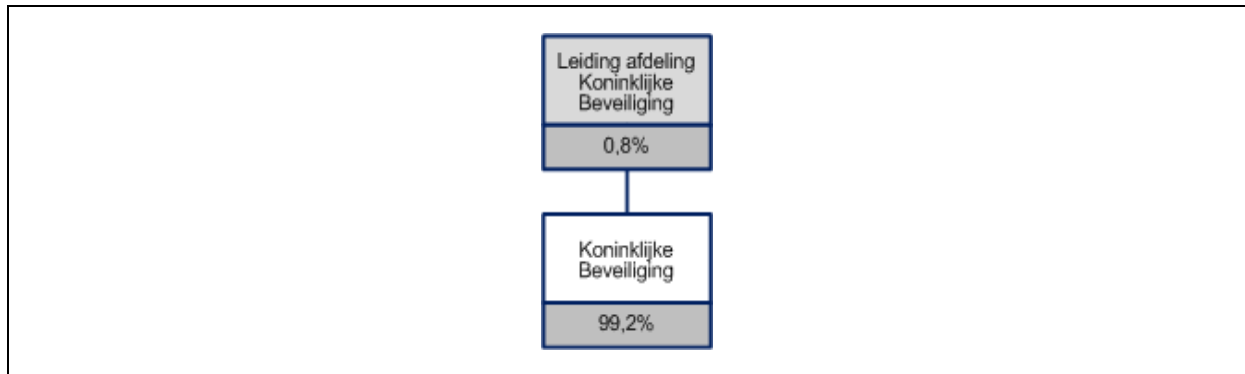 Leiding afdeling
Koninklijke
Beveiliging
0,8%
Koninklijke
Beveiliging
99,2%